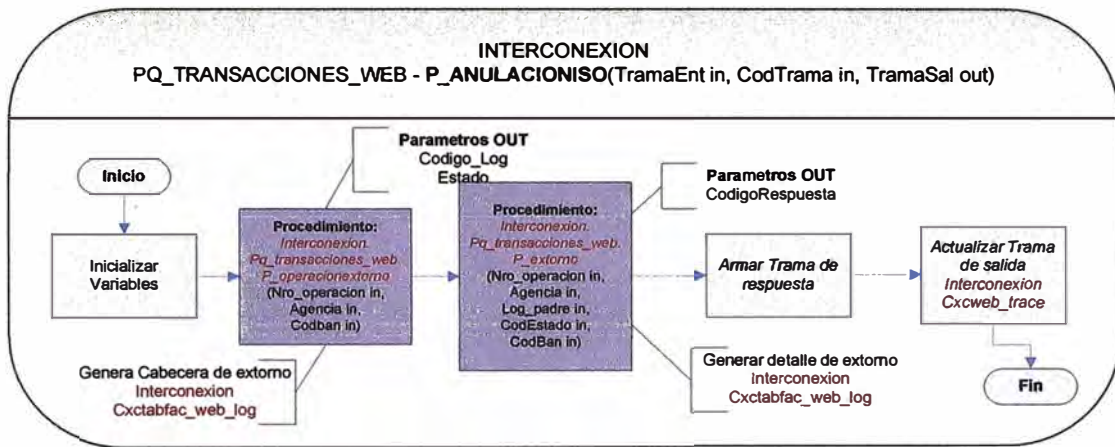 INTERCONEXION
PQ_TRANSACCIONES_WEB - P_ANULACIONISO(TramaEnt in, CodTrama in, TramaSal out)
Inicio
Inicializar
Variables
Parametros OUT
Codigo_Log
Estado
Procedimiento:
Interconexion.
Pq_transacciones_web
P_operacionextorno
(Nro_operacion in,
Agencia in,
Codban in)
Genera Cabecera de extorno
Interconexion
Cxctabfac_web_log
Procedimiento:
Interconexion.
Pq_transacciones_web.
P_extorno
(Nro_operacion in,
Agencia in,
Log_padre in,
CodEstado in,
CodBan in)
Parametros OUT
CodigoRespuesta
Generar detalle de extorno
Interconexion
Cxctabfac_web_log
Armar Trama de
respuesta
Actualizar Trama
de salida
Interconexion
Cxcweb_trace
Fin